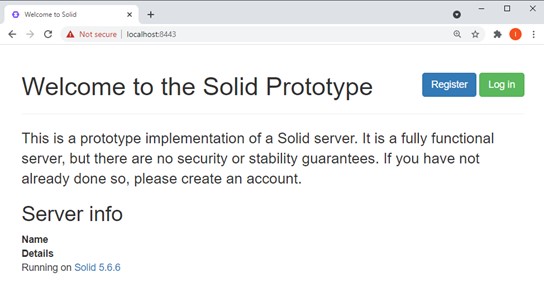 Welcome to Solid
Not secure | localhost:8443
Welcome to the Solid Prototype
Register
Log in
This is a prototype implementation of a Solid server. It is a fully functional
server, but there are no security or stability guarantees. If you have not
already done so, please create an account.
Server info
Name
Details
Running on Solid 5.6.6